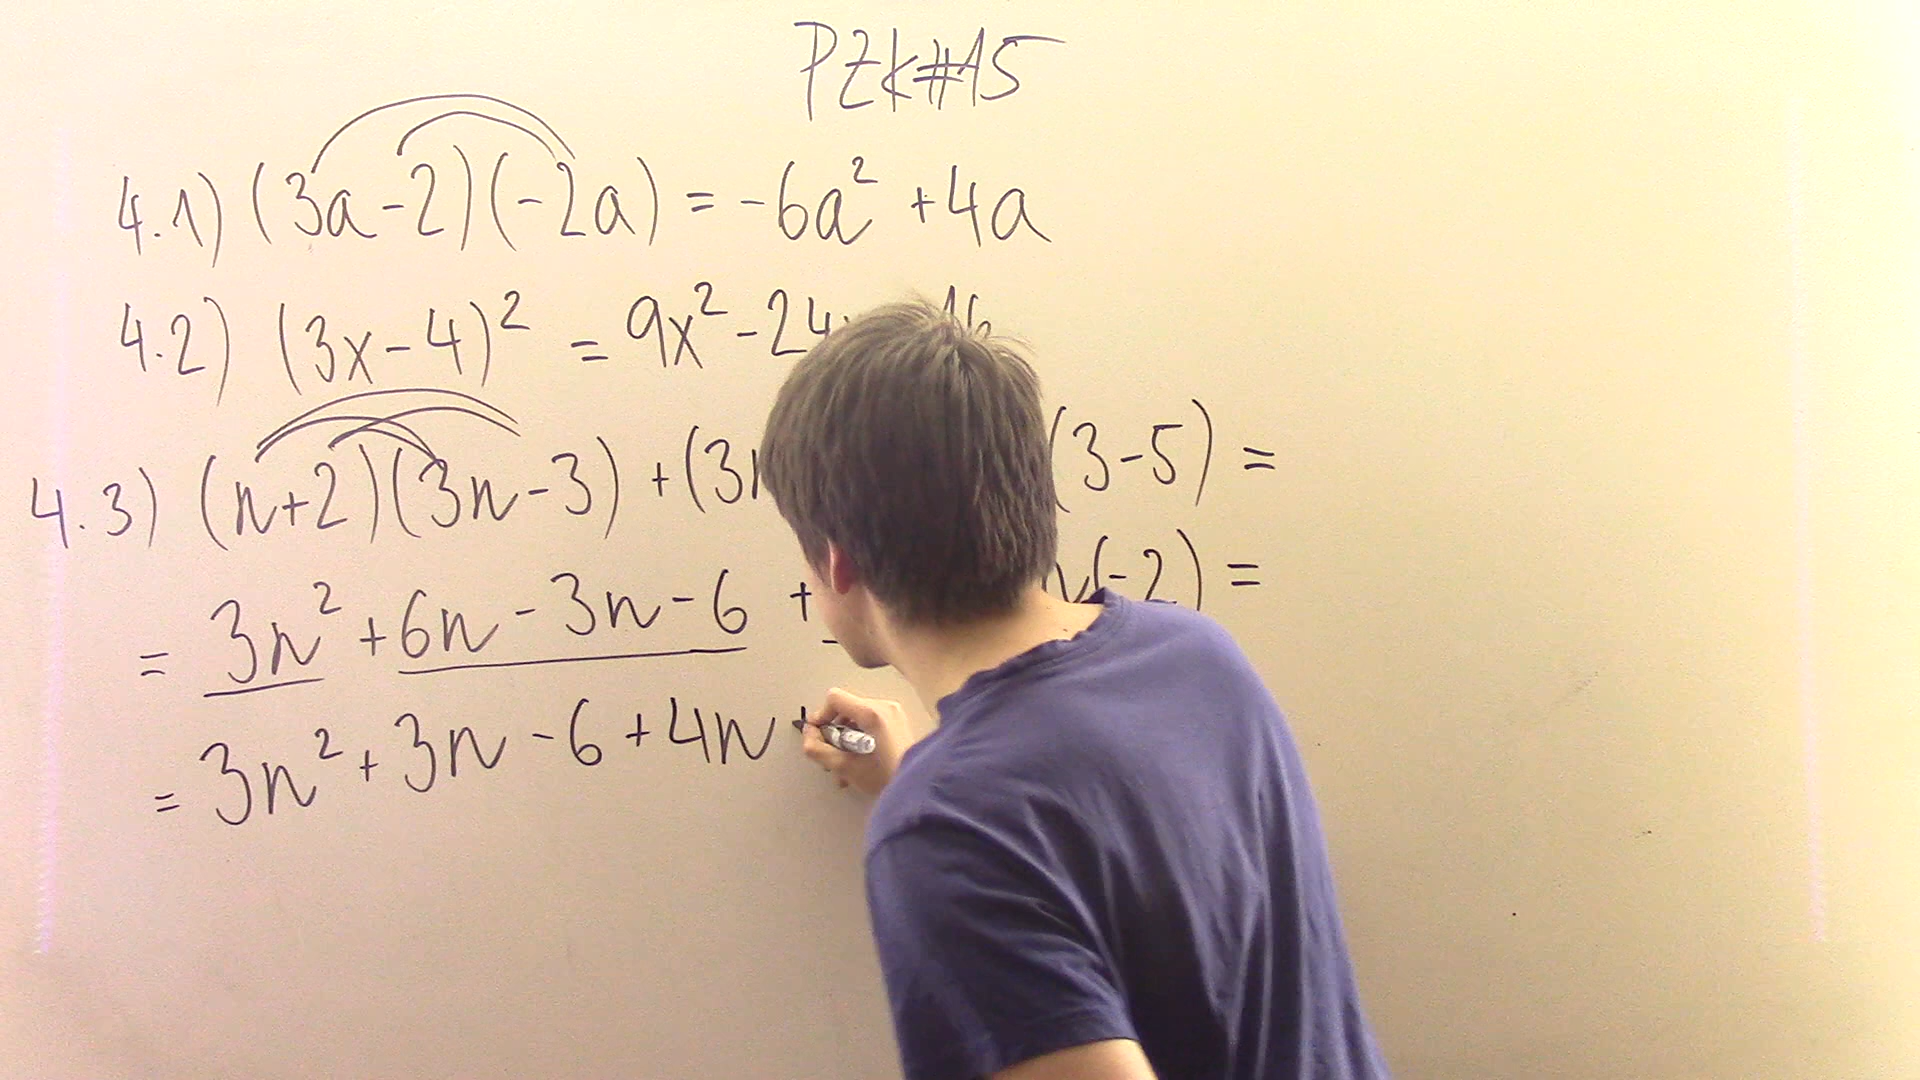 PZK#15
4.1) (3a-2)(-2a) = -6a² +4a
4.2) (3x-4)² = 9x² -24
4.3) (n+2)(3n-3) + (3 (3-5) =
= 3n² +6n -3n -6 + (-2) =
= 3n² +3n -6 +4n +